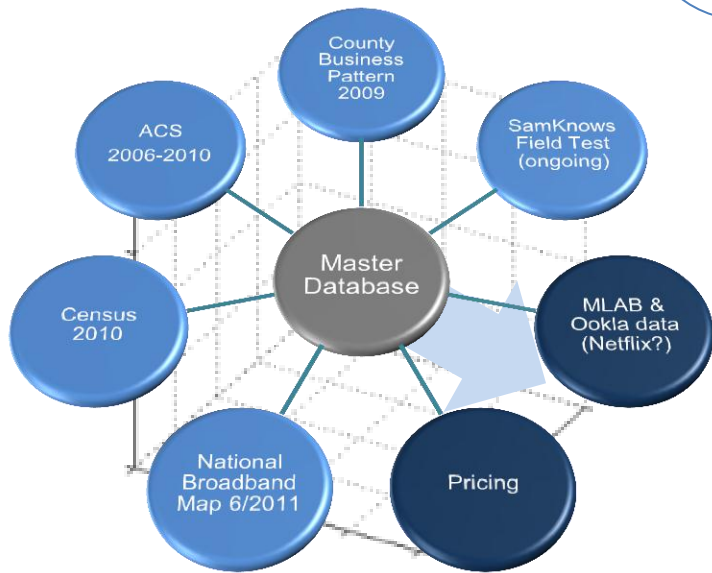 County
Business
Pattern
2009
SamKnows
Field Test
(ongoing)
MLAB &
Ookla data
(Netflix?)
Pricing
National
Broadband
Map 6/2011
Census
2010
ACS
2006-2010
Master
Database